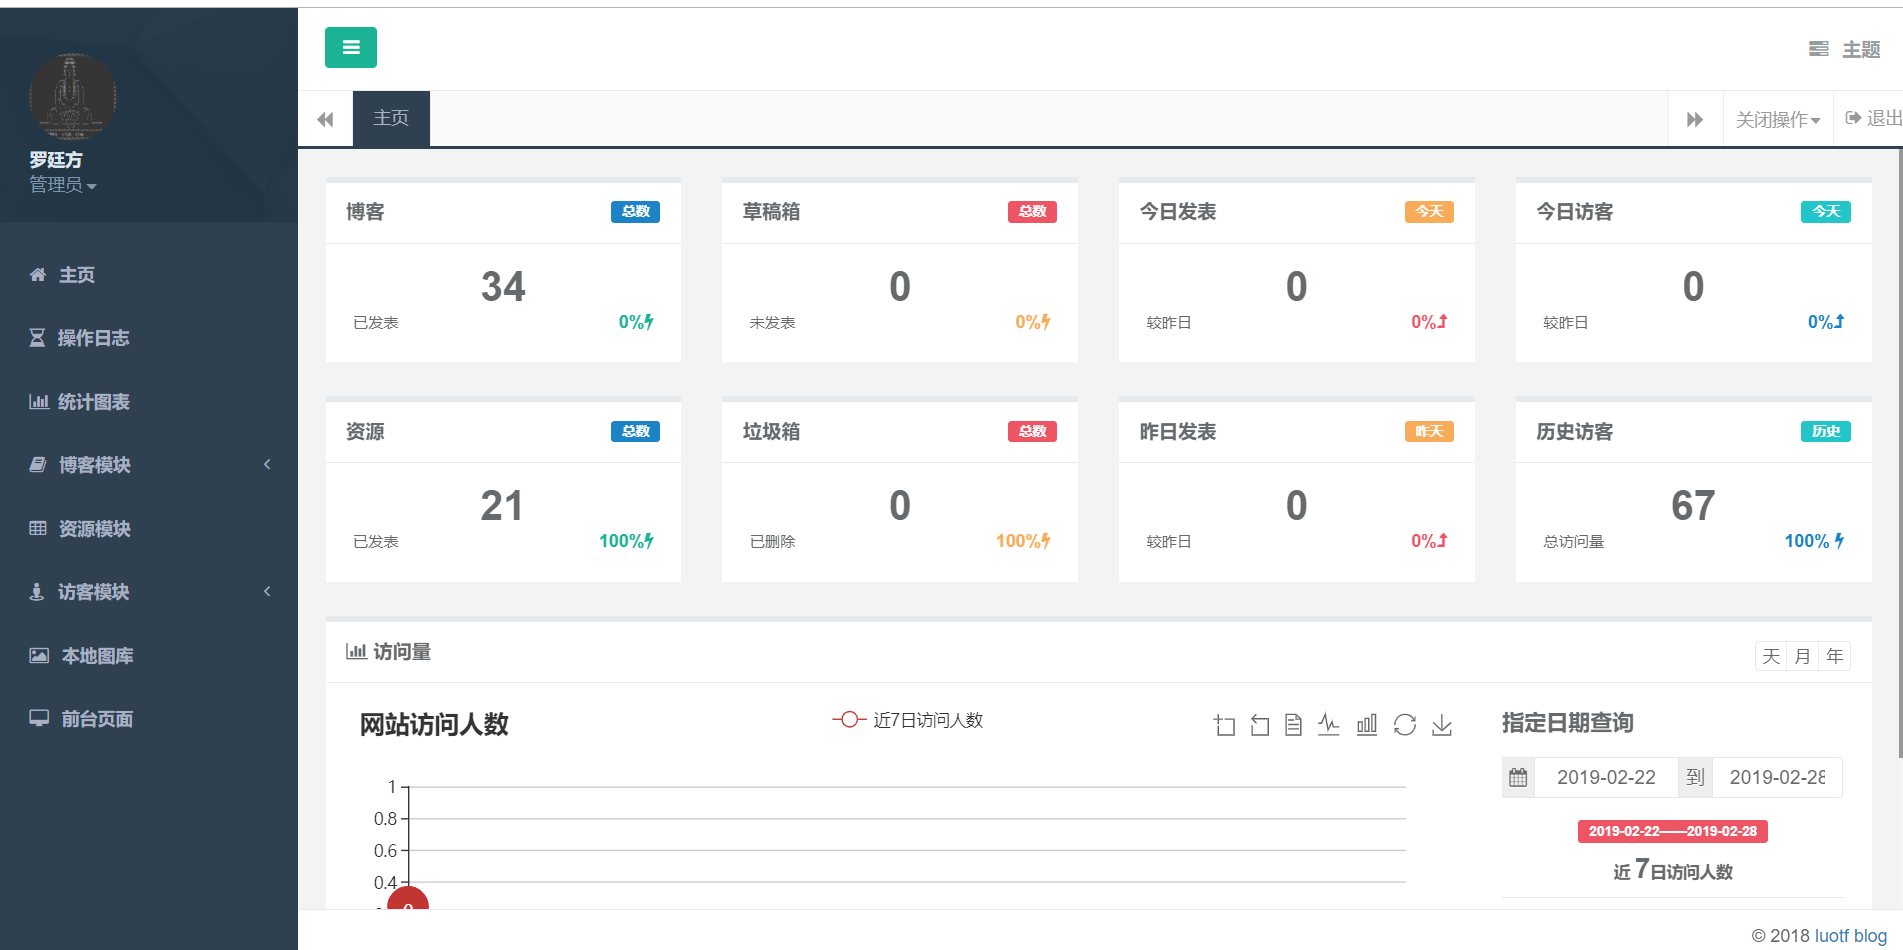 主题
主页
关闭操作
退出
罗廷方
管理员
主页
操作日志
统计图表
博客模块
资源模块
访客模块
本地图库
前台页面
博客 总数
34
已发表 0%
草稿箱 总数
0
未发表 0%
今日发表 今天
0
较昨日 0%
今日访客 今天
0
较昨日 0%
资源 总数
21
已发表 100%
垃圾箱 总数
0
已删除 100%
昨日发表 昨天
0
较昨日 0%
历史访客 历史
67
总访问量 100%
访问量
天 月 年
网站访问人数
近7日访问人数
1
0.8
0.6
0.4
指定日期查询
2019-02-22 到 2019-02-28
2019-02-22——2019-02-28
近 7日访问人数
© 2018 luotf blog